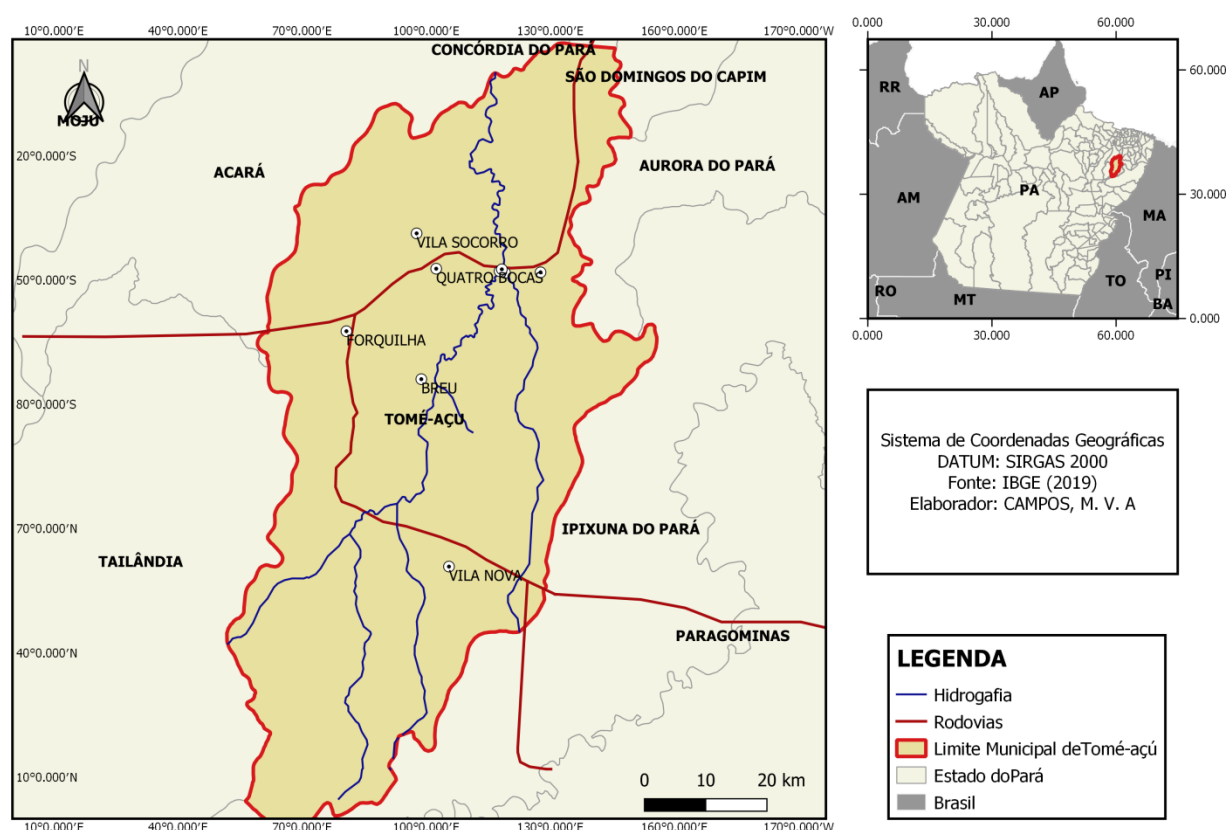 10°0.000'S 40°0.000'S 70°0.000'S 100°0.000'S 130°0.000'W 160°0.000'W 170°0.000'W
CONCÓRDIA DO PARÁ
SÃO DOMINGOS DO CAPIM
N
MOJU
20°0.000'S
ACARÁ
AURORA DO PARÁ
VILA SOCORRO
QUATRO BOCAS
50°0.000'S
FORQUILHA
BREU
80°0.000'S
TOMÉ-AÇU
70°0.000'N
IPIXUNA DO PARÁ
TAILÂNDIA
VILA NOVA
PARAGOMINAS
40°0.000'N
10°0.000'N
0 10 20 km
10°0.000'E 40°0.000'E 70°0.000'E 100°0.000'E 130°0.000'W 160°0.000'W 170°0.000'W
0.000 30.000 60.000
RR
AP
60.000
AM
PA
MA
30.000
RO
MT
TO
PI
BA
0.000
0.000 30.000 60.000
Sistema de Coordenadas Geográficas
DATUM: SIRGAS 2000
Fonte: IBGE (2019)
Elaborador: CAMPOS, M. V. A
LEGENDA
Hidrogafia
Rodovias
Limite Municipal deTomé-açú
Estado doPará
Brasil